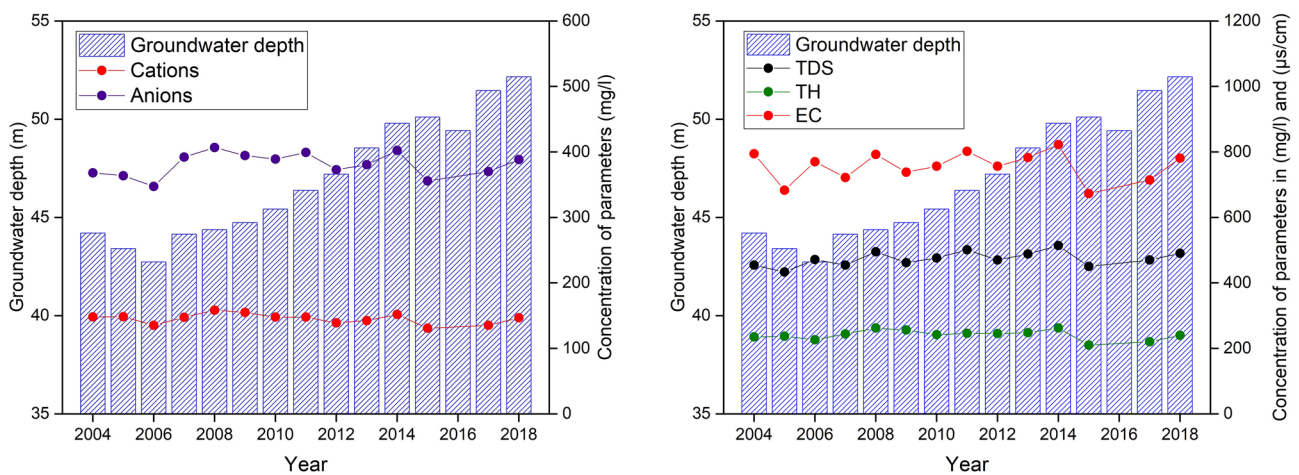 55
50
45
40
35
Groundwater depth (m)
Groundwater depth
Cations
Anions
600
500
400
300
200
100
0
Concentration of parameters (mg/l)
2004 2006 2008 2010 2012 2014 2016 2018
Year
55
50
45
40
35
Groundwater depth (m)
Groundwater depth
TDS
TH
EC
1200
1000
800
600
400
200
0
Concentration of parameters in (mg/l) and (μs/cm)
2004 2006 2008 2010 2012 2014 2016 2018
Year